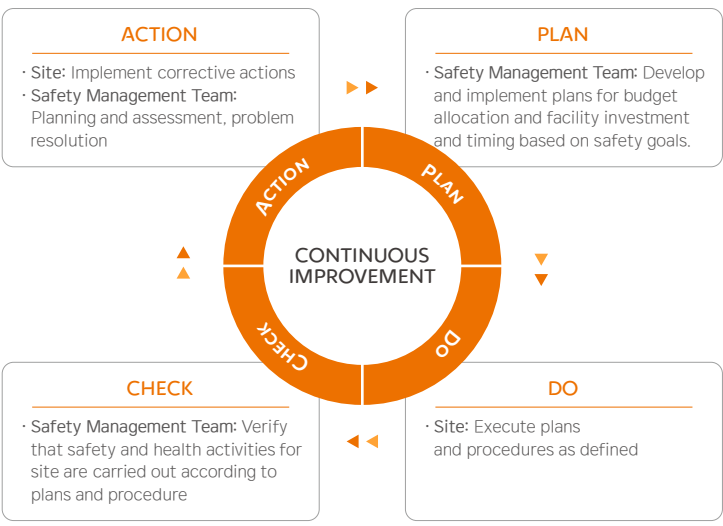 ACTION
· Site: Implement corrective actions
· Safety Management Team:
Planning and assessment, problem
resolution
PLAN
· Safety Management Team: Develop
and implement plans for budget
allocation and facility investment
and timing based on safety goals.
ACTION
PLAN
CONTINUOUS
IMPROVEMENT
CHECK
DO
CHECK
· Safety Management Team: Verify
that safety and health activities for
site are carried out according to
plans and procedure
DO
· Site: Execute plans
and procedures as defined